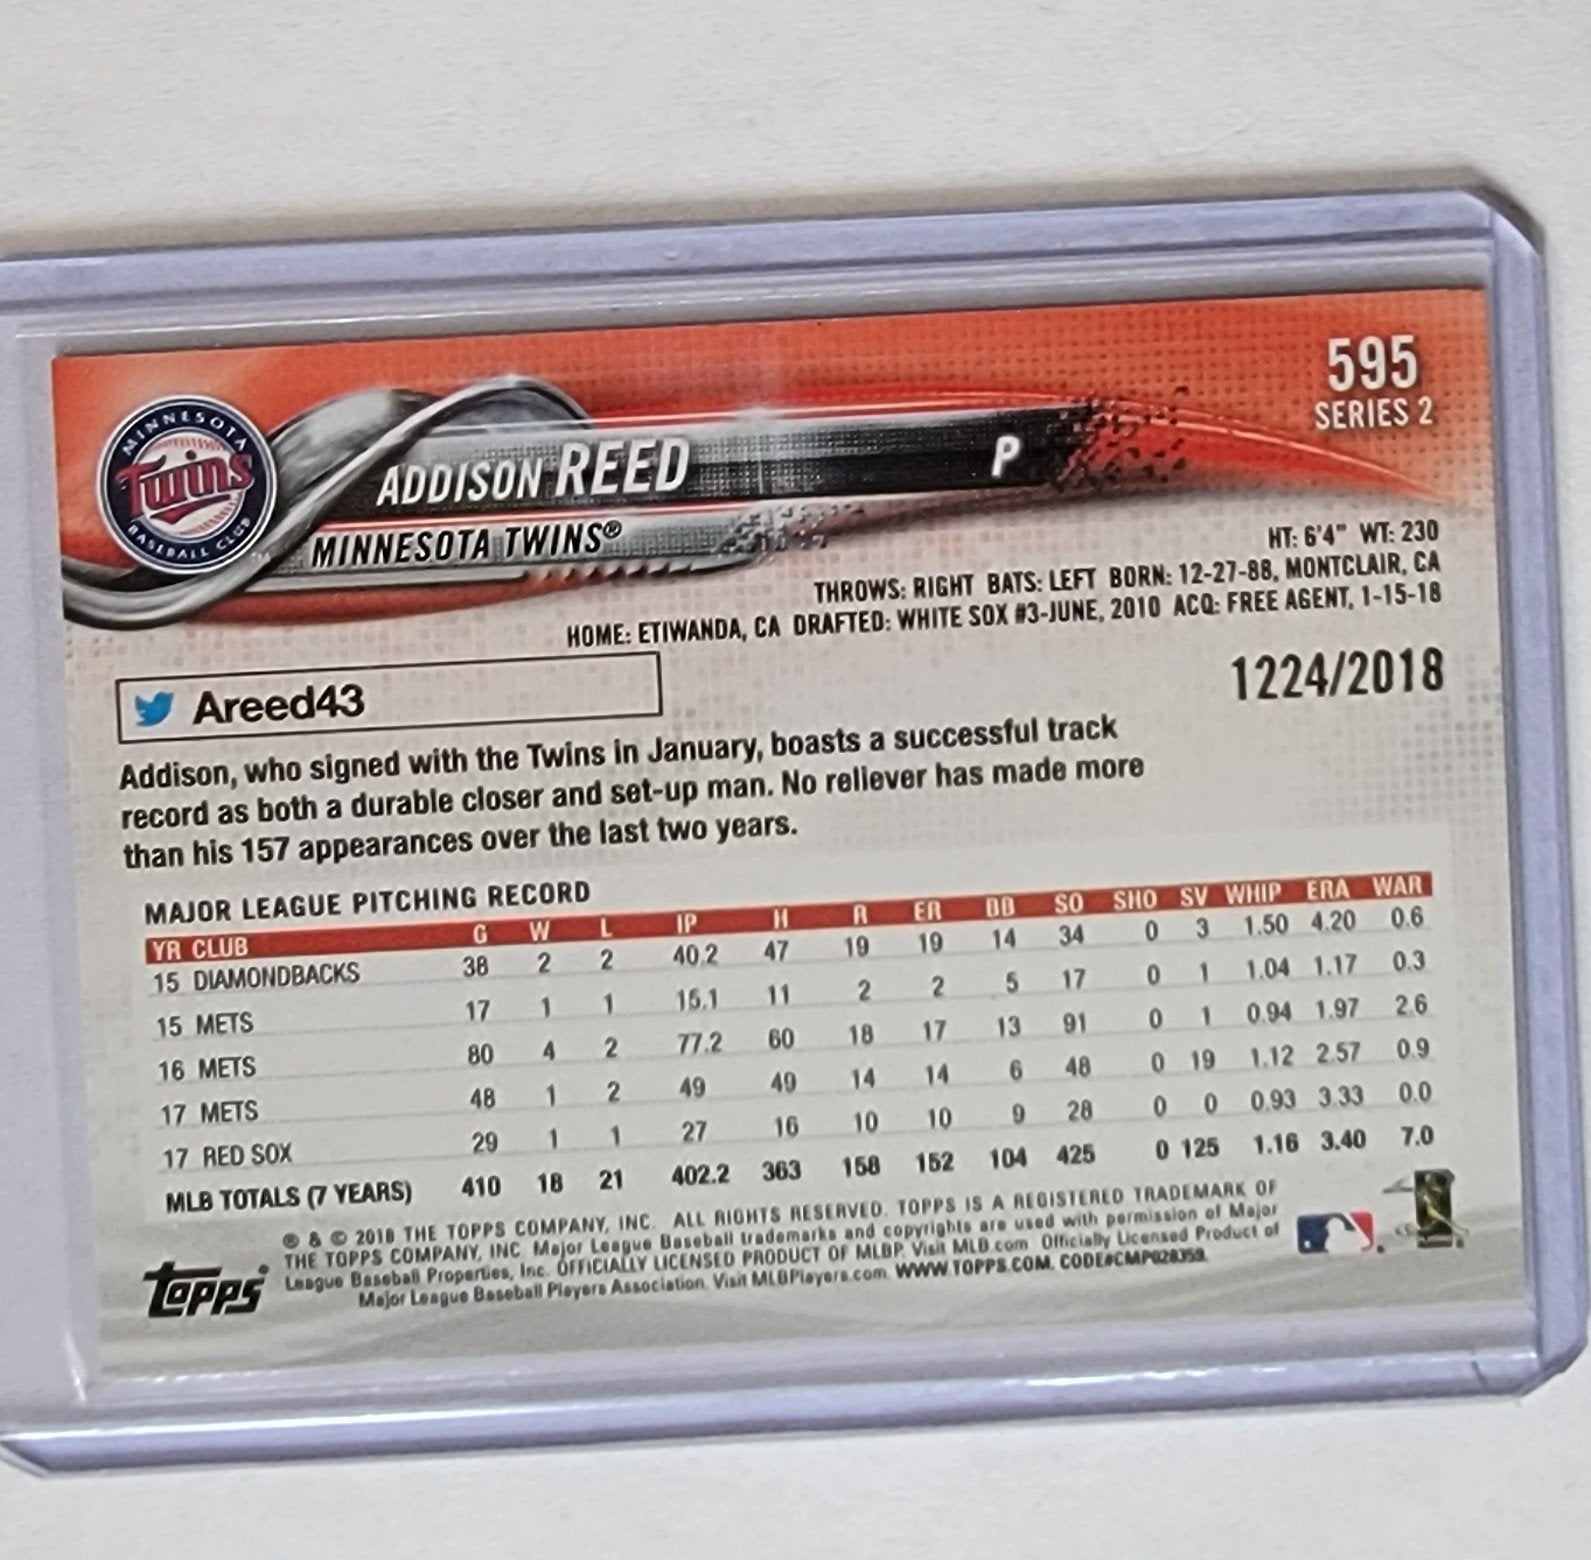 595
SERIES 2
MINNESOTA
Twins
BASEBALL CLUB
ADDISON REED P
MINNESOTA TWINS®
HT: 6'4" WT: 230
THROWS: RIGHT BATS: LEFT BORN: 12-27-88, MONTCLAIR, CA
HOME: ETIWANDA, CA DRAFTED: WHITE SOX #3-JUNE, 2010 ACQ: FREE AGENT, 1-15-18
1224/2018
Areed43
Addison, who signed with the Twins in January, boasts a successful track
record as both a durable closer and set-up man. No reliever has made more
than his 157 appearances over the last two years.
MAJOR LEAGUE PITCHING RECORD
YR CLUB G W L IP H R ER BB SO SHO SV WHIP ERA WAR
15 DIAMONDBACKS 38 2 2 40.2 47 19 19 14 34 0 3 1.50 4.20 0.6
15 METS 17 1 1 15.1 11 2 2 5 17 0 1 1.04 1.17 0.3
16 METS 80 4 2 77.2 60 18 17 13 91 0 1 0.94 1.97 2.6
17 METS 48 1 2 49 49 14 14 6 48 0 19 1.12 2.57 0.9
17 RED SOX 29 1 1 27 16 10 10 9 28 0 0 0.93 3.33 0.0
MLB TOTALS (7 YEARS) 410 18 21 402.2 363 158 152 104 425 0 125 1.16 3.40 7.0
® & © 2018 THE TOPPS COMPANY, INC. ALL RIGHTS RESERVED. TOPPS IS A REGISTERED TRADEMARK OF
THE TOPPS COMPANY, INC. Major League Baseball trademarks and copyrights are used with permission of Major
League Baseball Properties, Inc. OFFICIALLY LICENSED PRODUCT OF MLBP. Visit MLB.com Officially Licensed Product of
Major League Baseball Players Association. Visit MLBPlayers.com. WWW.TOPPS.COM. CODE#CMP028359.
TOPPS®